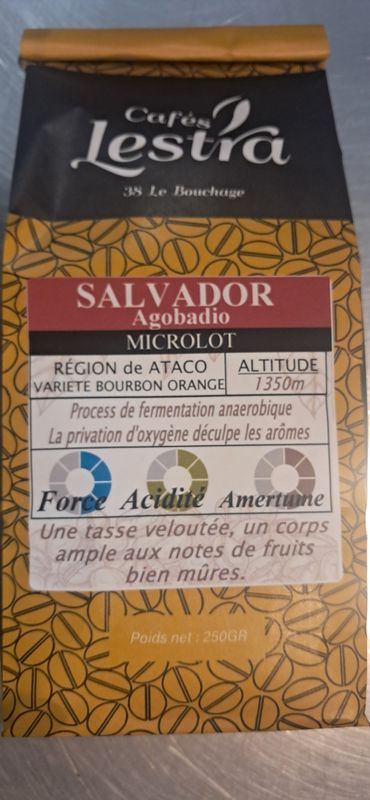 Cafés
Lestra
38 Le Bouchage
SALVADOR
Agobadio
MICROLOT
RÉGION de ATACO
VARIETE BOURBON ORANGE
ALTITUDE
1350m
Process de fermentation anaerobique
La privation d'oxygène déculpe les arômes
Force Acidité Amertume
Une tasse veloutée, un corps
ample aux notes de fruits
bien mûres.
Poids net : 250GR